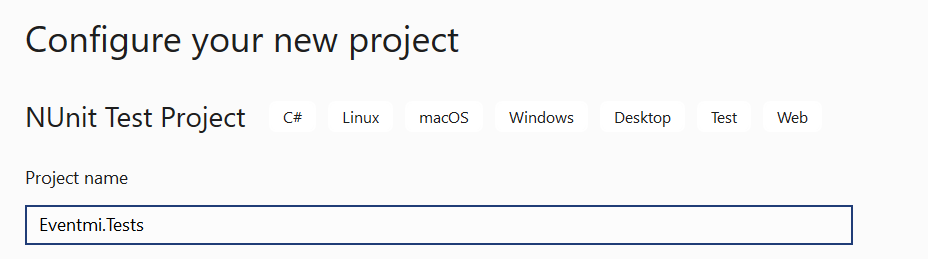 Configure your new project
NUnit Test Project C# Linux macOS Windows Desktop Test Web
Project name
Eventmi.Tests